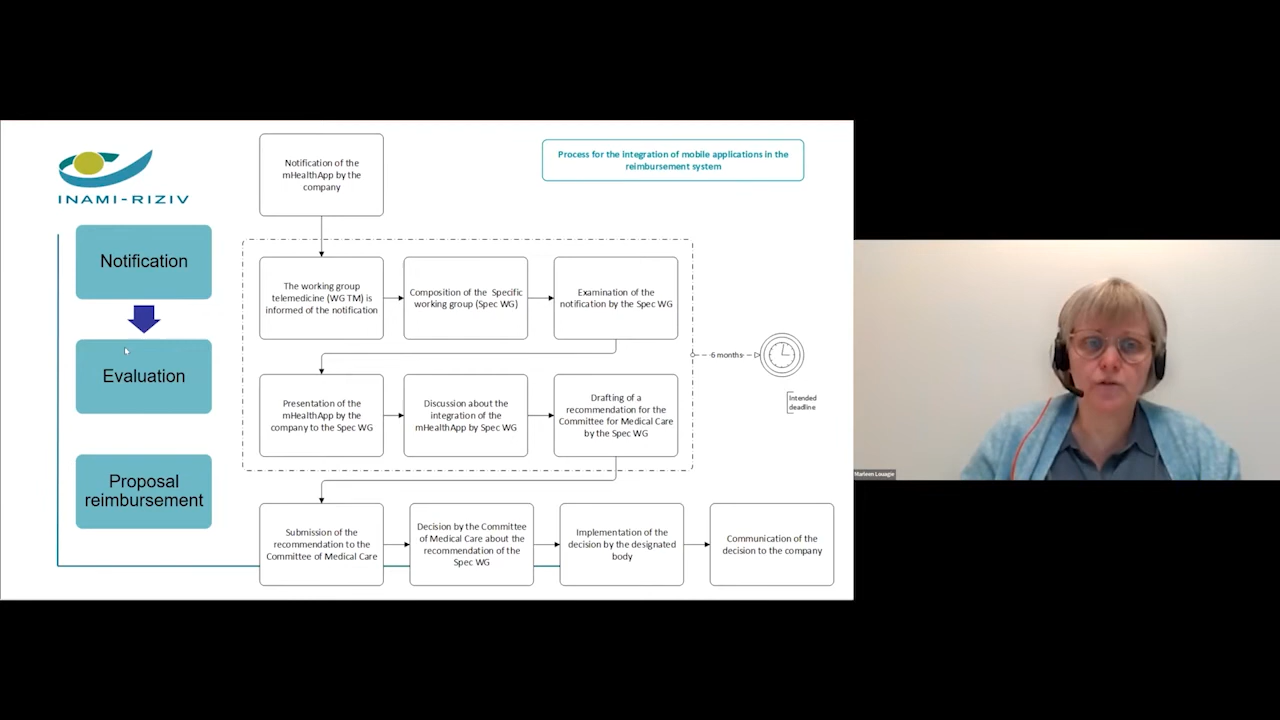 Process for the integration of mobile applications in the
reimbursement system
INAMI-RIZIV
Notification
Evaluation
Proposal
reimbursement
Notification of the
mHealthApp by the
company
The working group
telemedicine (WG TM) is
informed of the notification
Composition of the Specific
working group (Spec WG)
Examination of the
notification by the Spec WG
Presentation of the
mHealthApp by the
company to the Spec WG
Discussion about the
integration of the
mHealthApp by Spec WG
Drafting of a
recommendation for the
Committee for Medical Care
by the Spec WG
6 months
Intended
deadline
Submission of the
recommendation to the
Committee of Medical Care
Decision by the Committee
of Medical Care about the
recommendation of the
Spec WG
Implementation of the
decision by the designated
body
Communication of the
decision to the company
Marleen Louagie